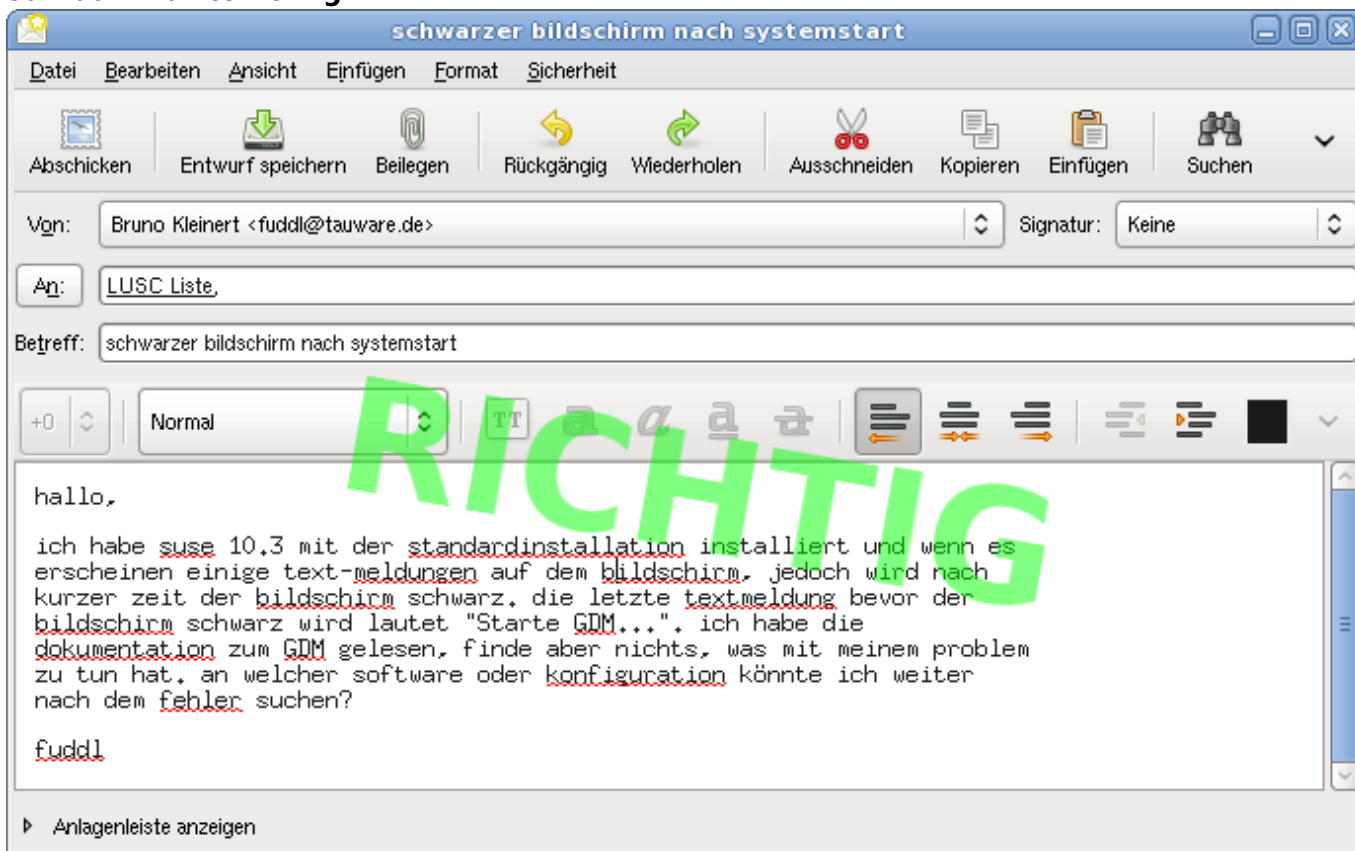 schwarzer bildschirm nach systemstart
Datei Bearbeiten Ansicht Einfügen Format Sicherheit
Abschicken Entwurf speichern Beilegen Rückgängig Wiederholen Ausschneiden Kopieren Einfügen Suchen
Von: Bruno Kleinert <fuddl@tauware.de> Signatur: Keine
An: LUSC Liste,
Betreff: schwarzer bildschirm nach systemstart
+0 Normal TT a a a a
RICHTIG
hallo,
ich habe suse 10.3 mit der standardinstallation installiert und wenn es
erscheinen einige text-meldungen auf dem bildschirm, jedoch wird nach
kurzer zeit der bildschirm schwarz. die letzte textmeldung bevor der
bildschirm schwarz wird lautet "Starte GDM...". ich habe die
dokumentation zum GDM gelesen, finde aber nichts, was mit meinem problem
zu tun hat. an welcher software oder konfiguration könnte ich weiter
nach dem fehler suchen?
fuddl
Anlagenleiste anzeigen